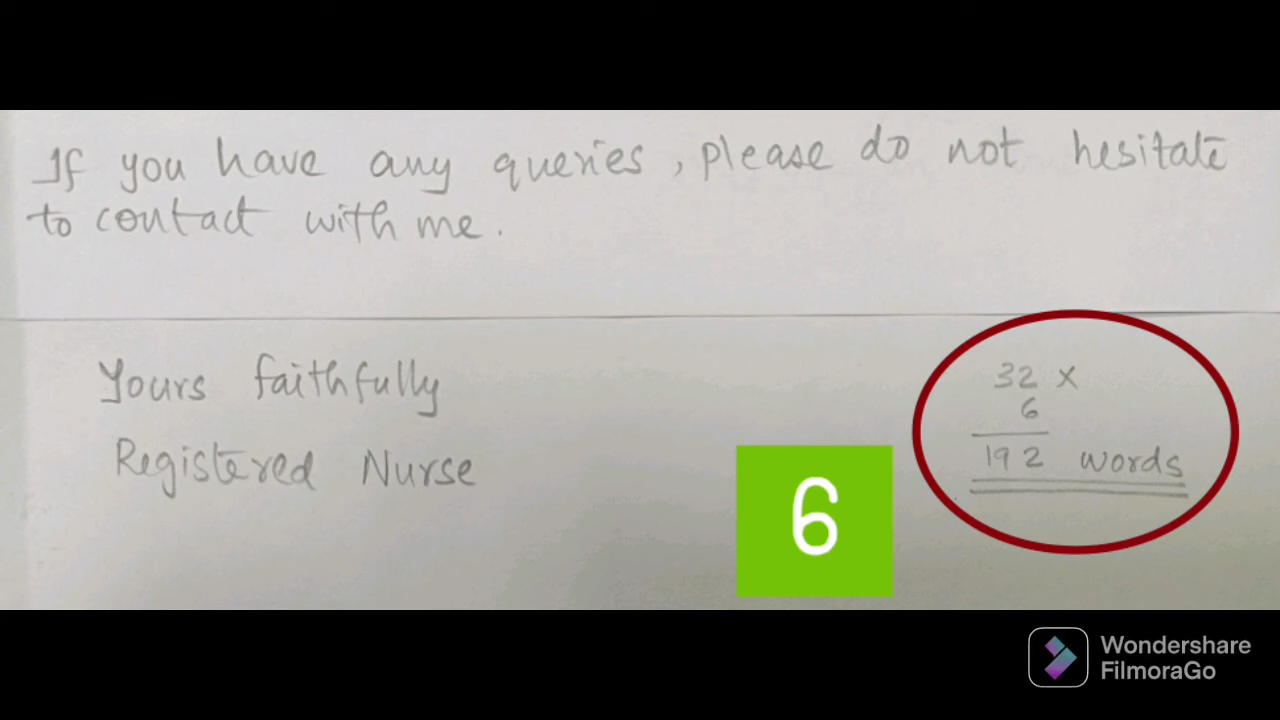 If you have any queries, please do not hesitate
to contact with me.
Yours faithfully
Registered Nurse
32 x
6
192 words
6
Wondershare
FilmoraGo